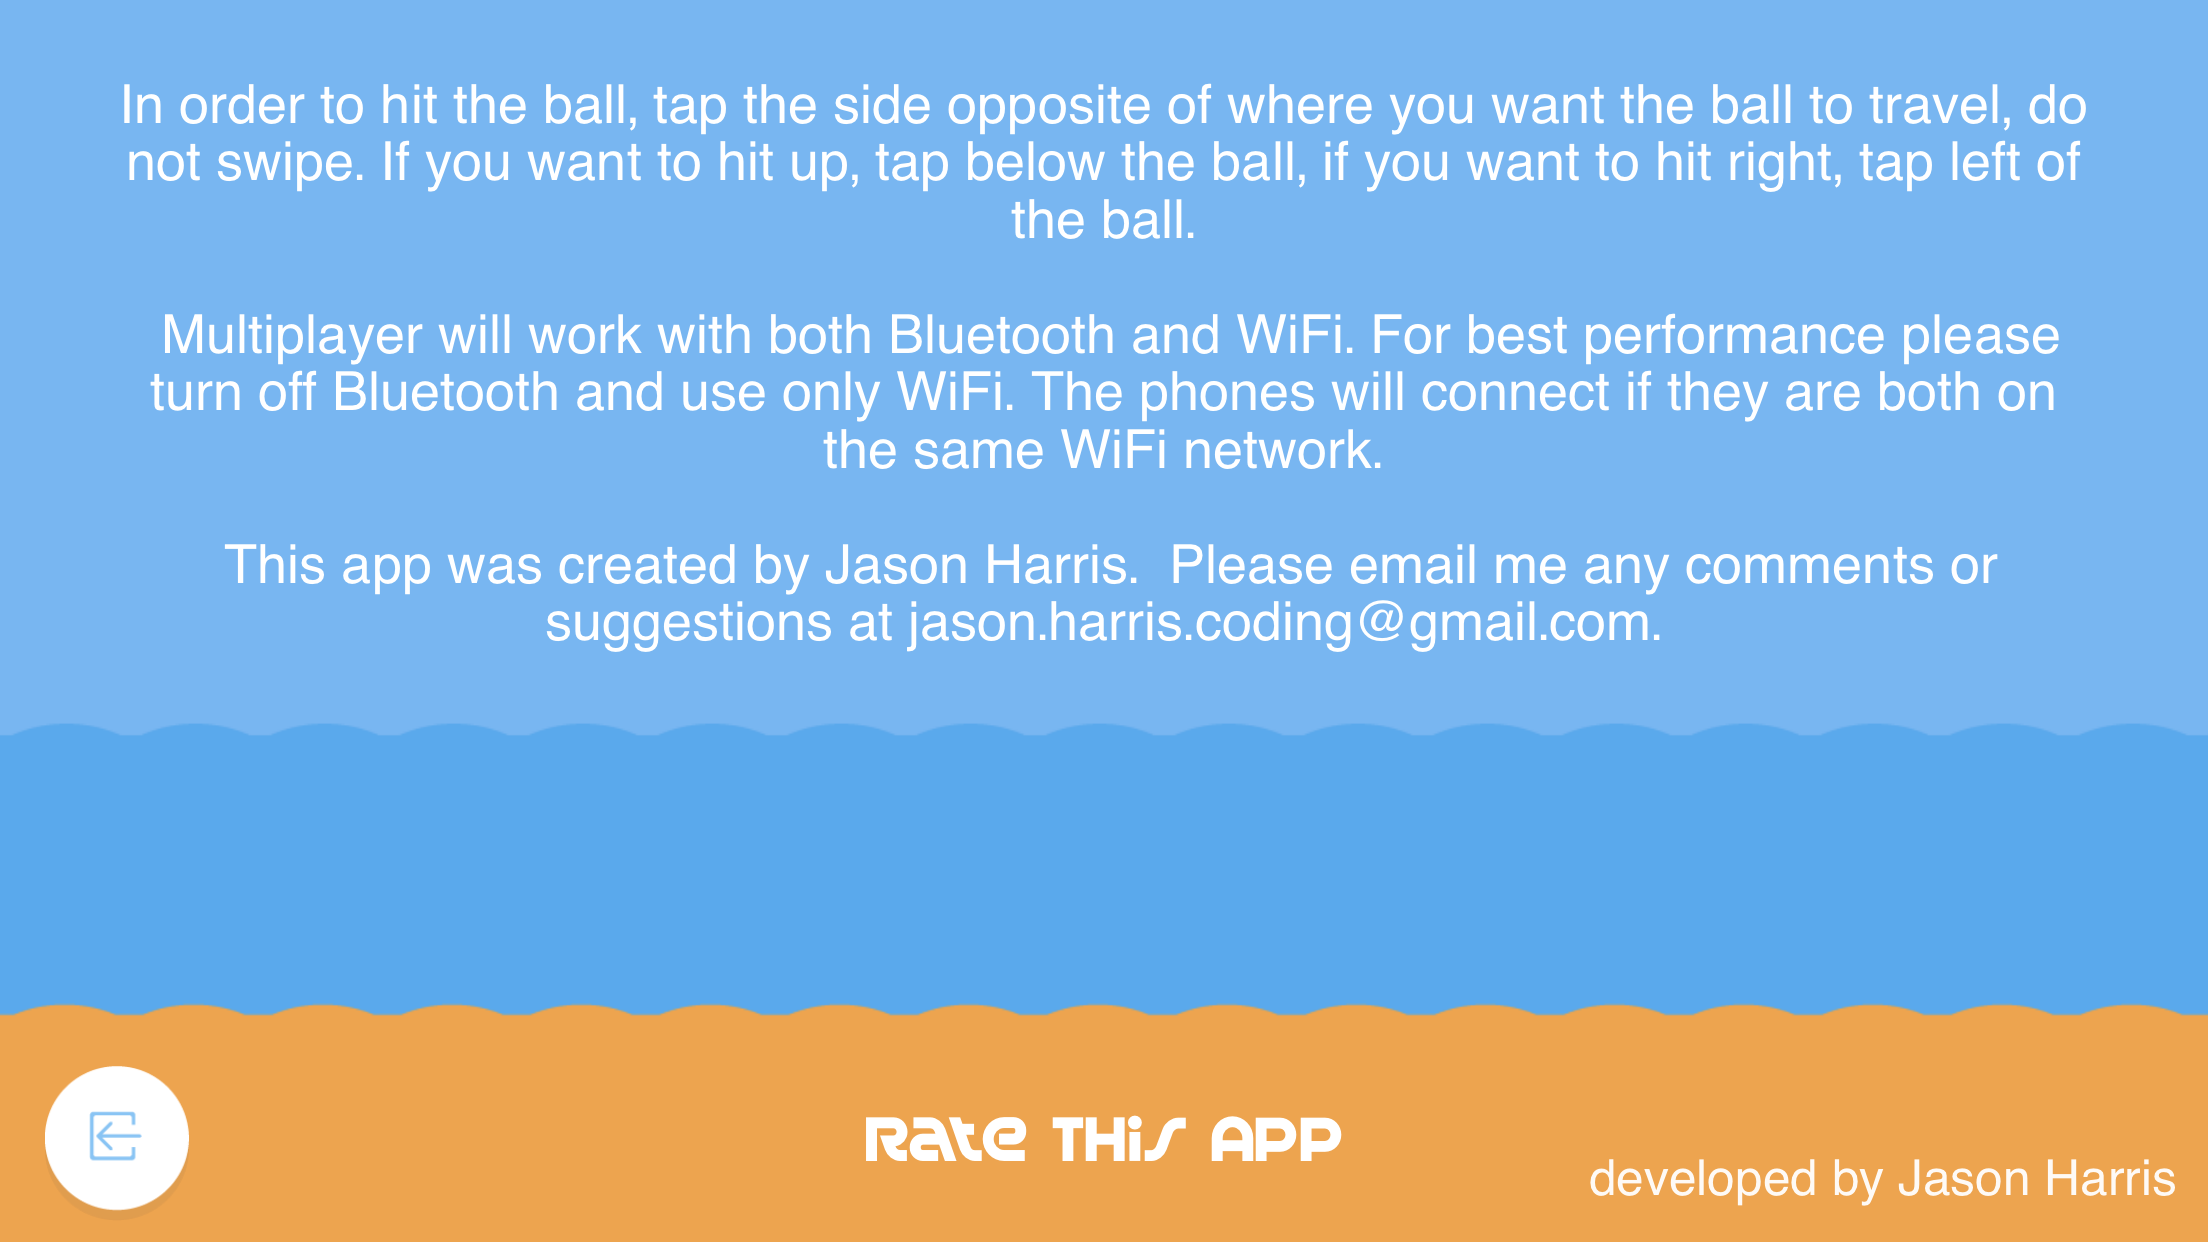 In order to hit the ball, tap the side opposite of where you want the ball to travel, do
not swipe. If you want to hit up, tap below the ball, if you want to hit right, tap left of
the ball.
Multiplayer will work with both Bluetooth and WiFi. For best performance please
turn off Bluetooth and use only WiFi. The phones will connect if they are both on
the same WiFi network.
This app was created by Jason Harris.  Please email me any comments or
suggestions at jason.harris.coding@gmail.com.
Rate THiS APP
developed by Jason Harris